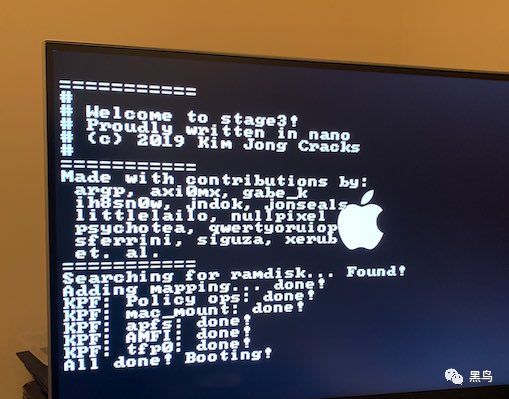 ===========
#
# Welcome to stage3!
# Proudly written in nano
# (c) 2019 Kim Jong Cracks
#
===========
Made with contributions by:
argp, axi0mx, gabe_k
ih8sn0w, jndok, jonseals
littlelailo, nullpixel
psychotea, qwertyoruiop
sferrini, siguza, xerub
et. al.
===========
Searching for ramdisk... Found!
Adding mapping... done!
KPF: Policy ops: done!
KPF: mac_mount: done!
KPF: apfs: done!
KPF: AMFI: done!
KPF: tfp0: done!
All done! Booting!
黑鸟